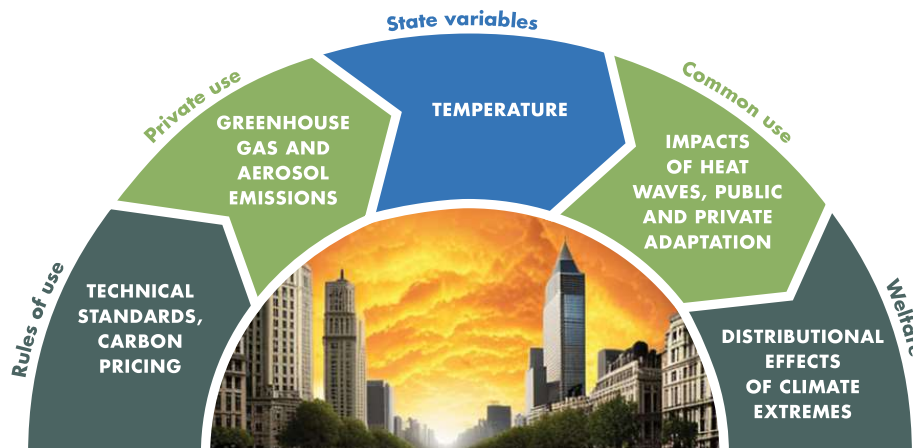 Rules of use
TECHNICAL
STANDARDS,
CARBON
PRICING
Private use
GREENHOUSE
GAS AND
AEROSOL
EMISSIONS
State variables
TEMPERATURE
Common use
IMPACTS
OF HEAT
WAVES, PUBLIC
AND PRIVATE
ADAPTATION
Welfare
DISTRIBUTIONAL
EFFECTS
OF CLIMATE
EXTREMES